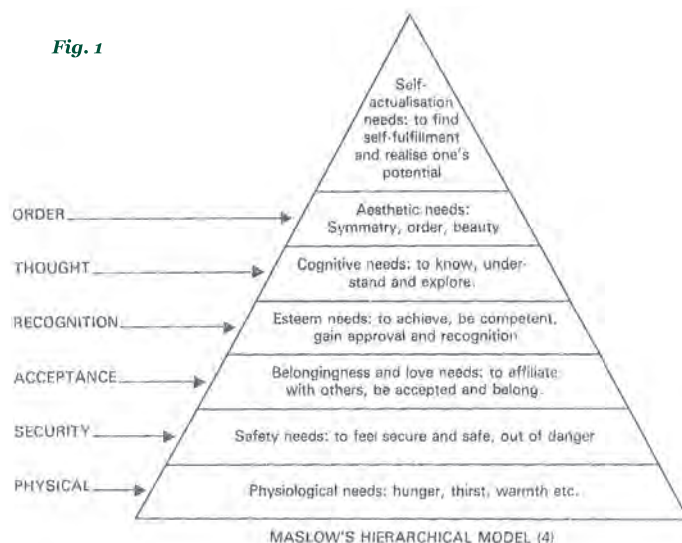 Fig. 1
Self-
actualisation
needs: to find
self-fulfillment
and realise one's
potential
ORDER
Aesthetic needs:
Symmetry, order, beauty
THOUGHT
Cognitive needs: to know, under-
stand and explore.
RECOGNITION
Esteem needs: to achieve, be competent,
gain approval and recognition
ACCEPTANCE
Belongingness and love needs: to affiliate
with others, be accepted and belong.
SECURITY
Safety needs: to feel secure and safe, out of danger
PHYSICAL
Physiological needs: hunger, thirst, warmth etc.
MASLOW'S HIERARCHICAL MODEL (4)